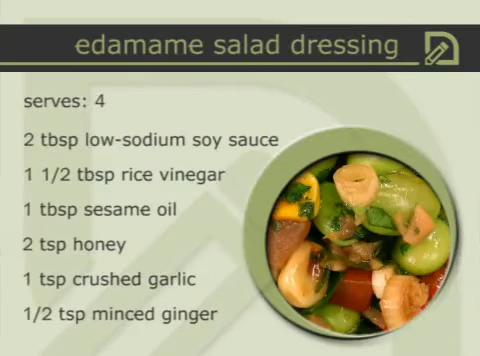 edamame salad dressing
serves: 4
2 tbsp low-sodium soy sauce
1 1/2 tbsp rice vinegar
1 tbsp sesame oil
2 tsp honey
1 tsp crushed garlic
1/2 tsp minced ginger